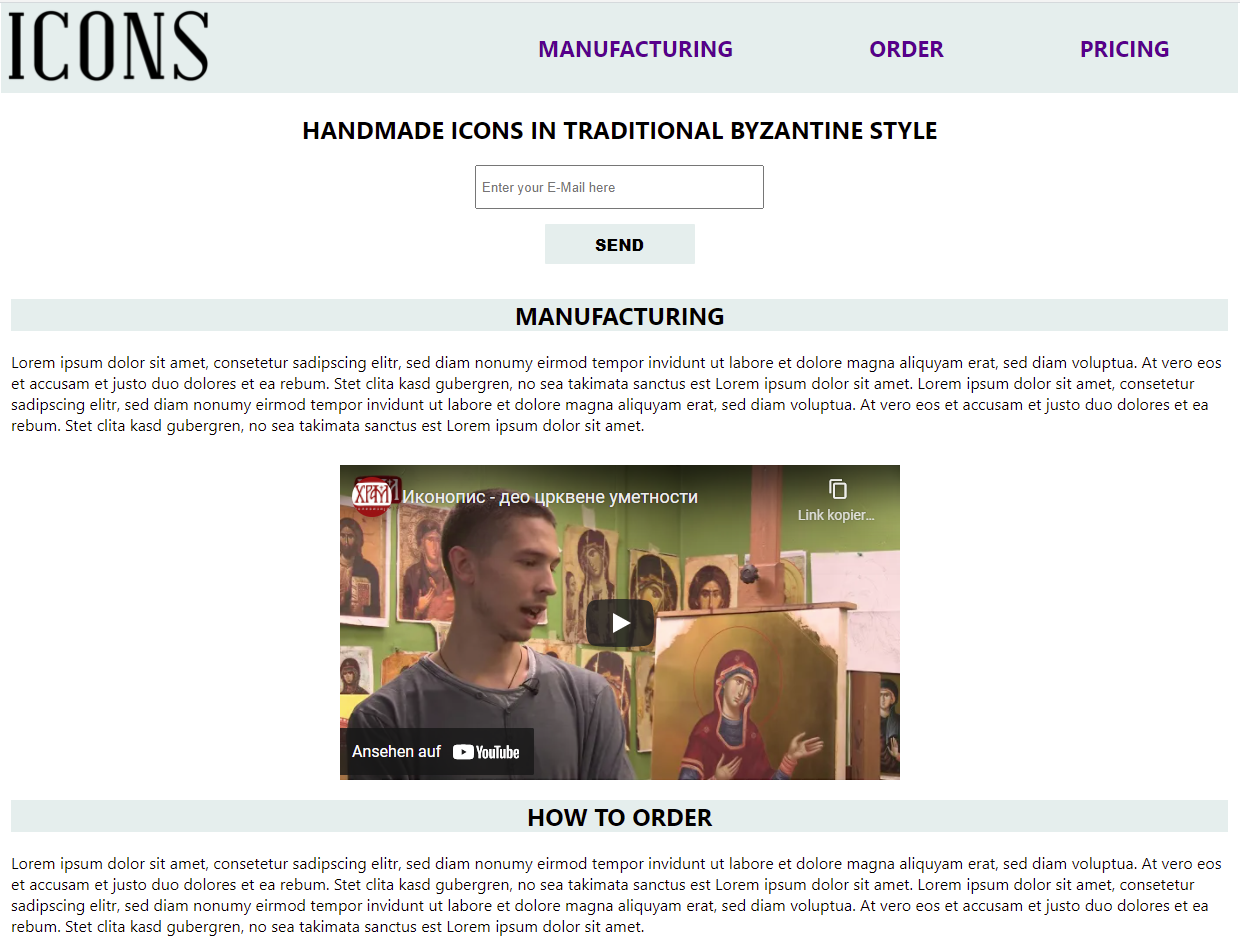 ICONS
MANUFACTURING ORDER PRICING
HANDMADE ICONS IN TRADITIONAL BYZANTINE STYLE
Enter your E-Mail here
SEND
MANUFACTURING
Lorem ipsum dolor sit amet, consetetur sadipscing elitr, sed diam nonumy eirmod tempor invidunt ut labore et dolore magna aliquyam erat, sed diam voluptua. At vero eos
et accusam et justo duo dolores et ea rebum. Stet clita kasd gubergren, no sea takimata sanctus est Lorem ipsum dolor sit amet. Lorem ipsum dolor sit amet, consetetur
sadipscing elitr, sed diam nonumy eirmod tempor invidunt ut labore et dolore magna aliquyam erat, sed diam voluptua. At vero eos et accusam et justo duo dolores et ea
rebum. Stet clita kasd gubergren, no sea takimata sanctus est Lorem ipsum dolor sit amet.
ХРАМ
Иконопис - део црквене уметности
Link kopier...
Ansehen auf YouTube
HOW TO ORDER
Lorem ipsum dolor sit amet, consetetur sadipscing elitr, sed diam nonumy eirmod tempor invidunt ut labore et dolore magna aliquyam erat, sed diam voluptua. At vero eos
et accusam et justo duo dolores et ea rebum. Stet clita kasd gubergren, no sea takimata sanctus est Lorem ipsum dolor sit amet. Lorem ipsum dolor sit amet, consetetur
sadipscing elitr, sed diam nonumy eirmod tempor invidunt ut labore et dolore magna aliquyam erat, sed diam voluptua. At vero eos et accusam et justo duo dolores et ea
rebum. Stet clita kasd gubergren, no sea takimata sanctus est Lorem ipsum dolor sit amet.